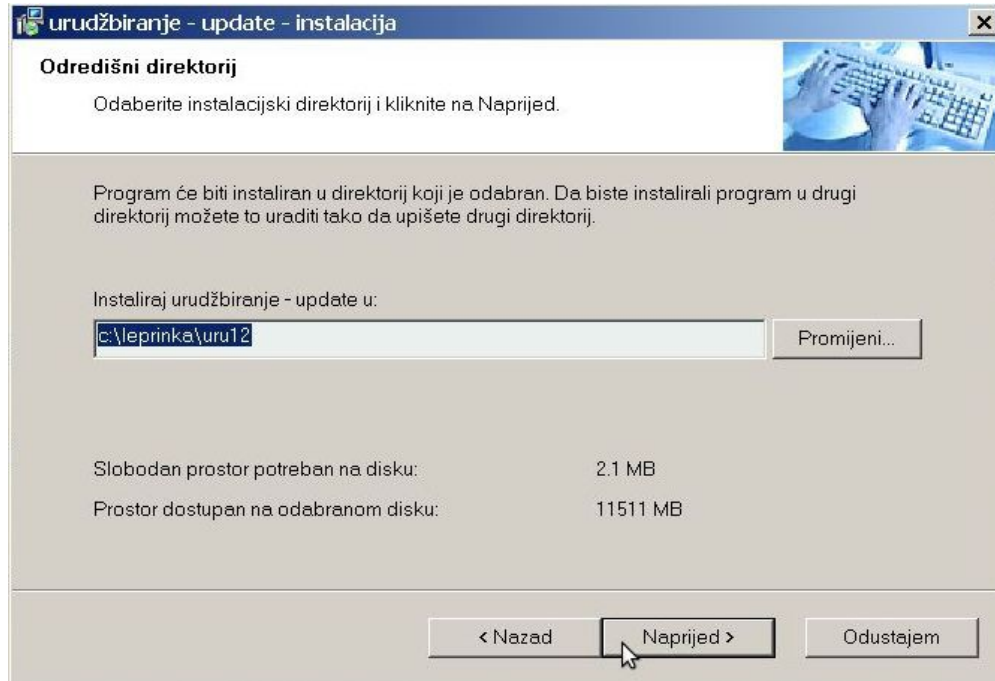 urudžbiranje - update - instalacija
Odredišni direktorij
Odaberite instalacijski direktorij i kliknite na Naprijed.
Program će biti instaliran u direktorij koji je odabran. Da biste instalirali program u drugi
direktorij možete to uraditi tako da upišete drugi direktorij.
Instaliraj urudžbiranje - update u:
c:\leprinka\uru12
Promijeni...
Slobodan prostor potreban na disku: 2.1 MB
Prostor dostupan na odabranom disku: 11511 MB
< Nazad Naprijed > Odustajem